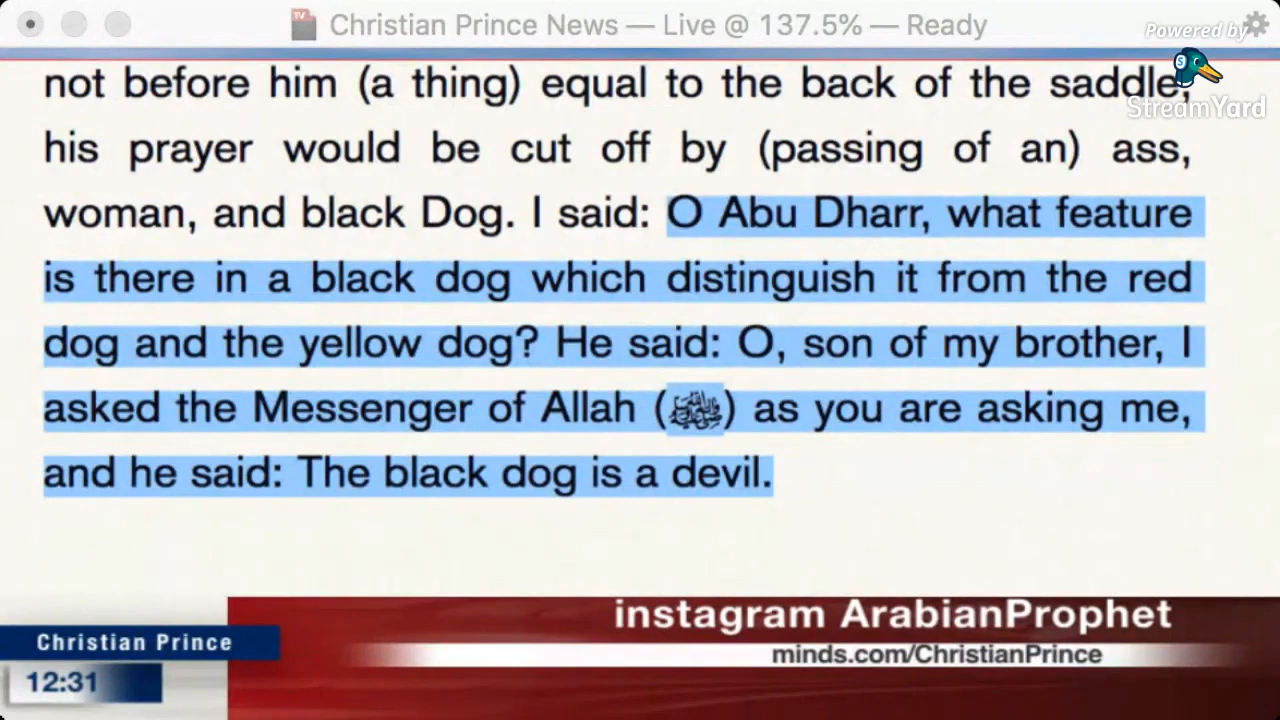 Christian Prince News — Live @ 137.5% — Ready
Powered by
StreamYard
not before him (a thing) equal to the back of the saddle,
his prayer would be cut off by (passing of an) ass,
woman, and black Dog. I said: O Abu Dharr, what feature
is there in a black dog which distinguish it from the red
dog and the yellow dog? He said: O, son of my brother, I
asked the Messenger of Allah (ﷺ) as you are asking me,
and he said: The black dog is a devil.
instagram ArabianProphet
Christian Prince
minds.com/ChristianPrince
12:31